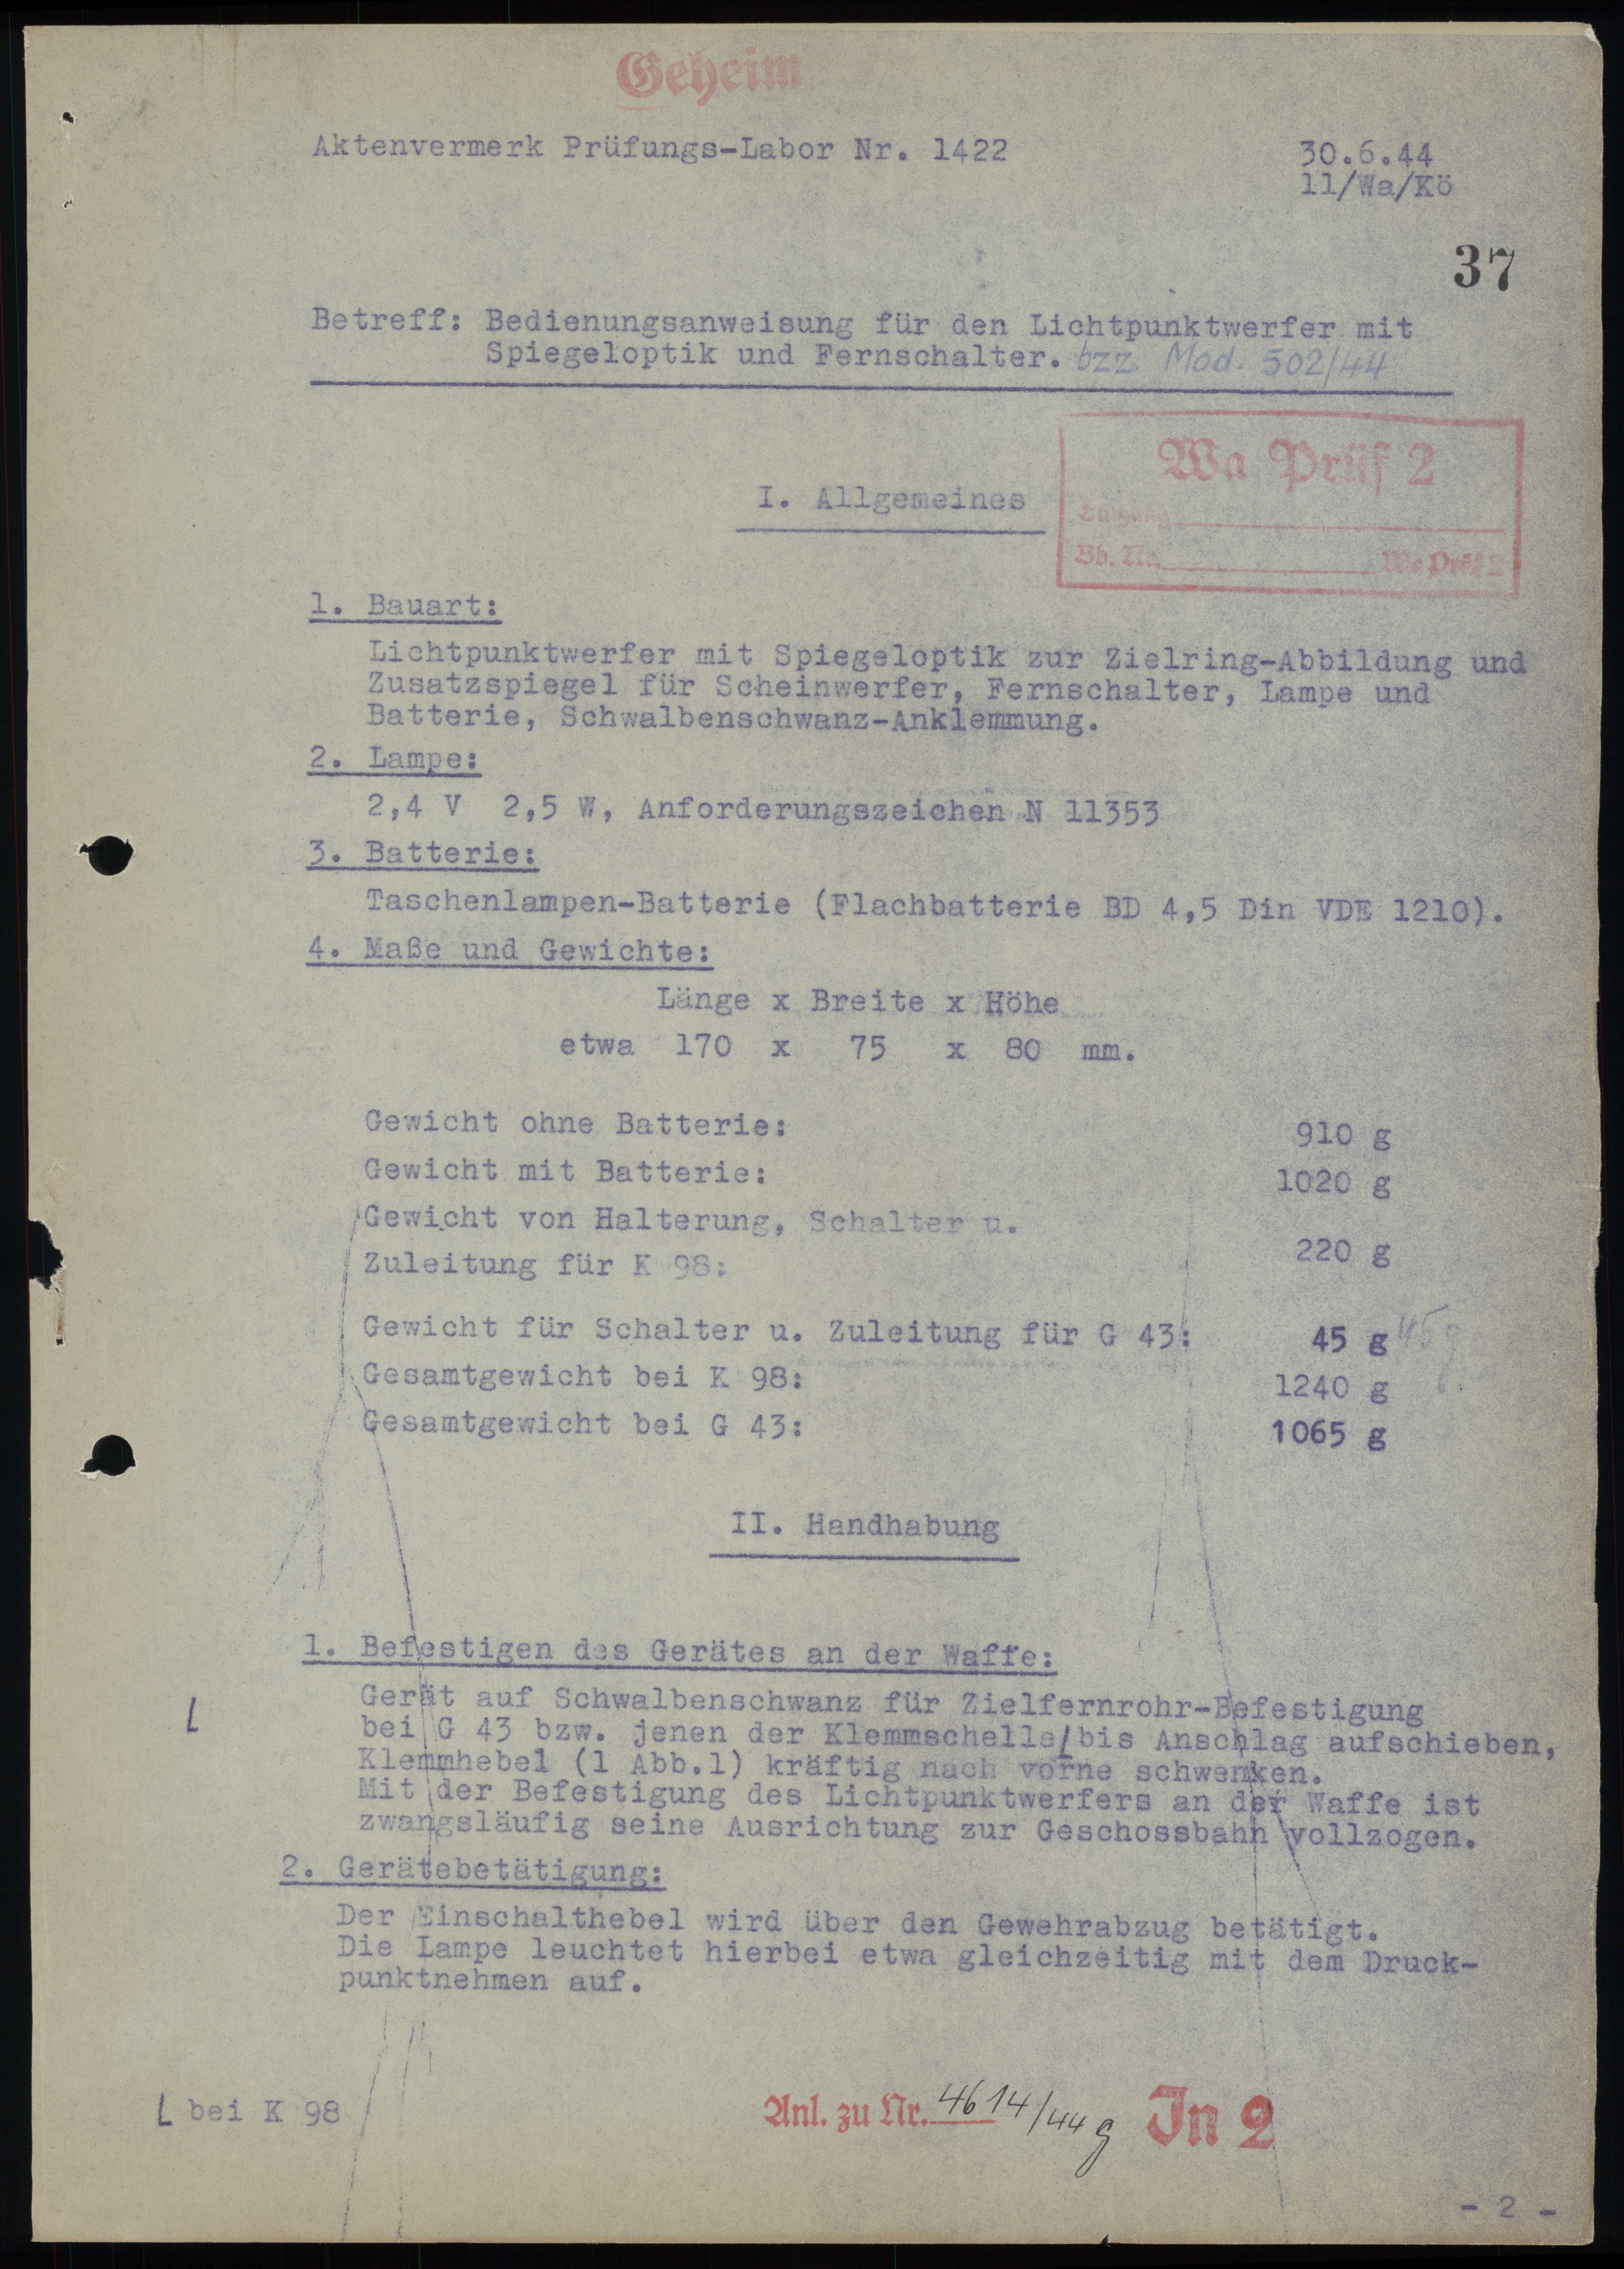 Geheim
Aktenvermerk Prüfungs-Labor Nr. 1422
30.6.44
11/Wa/Kö
37
Betreff: Bedienungsanweisung für den Lichtpunktwerfer mit
Spiegeloptik und Fernschalter. bzz Mod. 502/44
Wa Prüf 2
I. Allgemeines
Bb. Nr. Wa Prüf 2
1. Bauart:
Lichtpunktwerfer mit Spiegeloptik zur Zielring-Abbildung und
Zusatzspiegel für Scheinwerfer, Fernschalter, Lampe und
Batterie, Schwalbenschwanz-Anklemmung.
2. Lampe:
2,4 V 2,5 W, Anforderungszeichen N 11353
3. Batterie:
Taschenlampen-Batterie (Flachbatterie BD 4,5 Din VDE 1210).
4. Maße und Gewichte:
Länge x Breite x Höhe
etwa 170 x 75 x 80 mm.
Gewicht ohne Batterie: 910 g
Gewicht mit Batterie: 1020 g
Gewicht von Halterung, Schalter u.
Zuleitung für K 98: 220 g
Gewicht für Schalter u. Zuleitung für G 43: 45 g 45 g
Gesamtgewicht bei K 98: 1240 g
Gesamtgewicht bei G 43: 1065 g
II. Handhabung
1. Befestigen des Gerätes an der Waffe:
Gerät auf Schwalbenschwanz für Zielfernrohr-Befestigung
bei G 43 bzw. jenen der Klemmschelle bis Anschlag aufschieben,
Klemmhebel (1 Abb.1) kräftig nach vorne schwenken.
Mit der Befestigung des Lichtpunktwerfers an der Waffe ist
zwangsläufig seine Ausrichtung zur Geschossbahn vollzogen.
2. Gerätebetätigung:
Der Einschalthebel wird über den Gewehrabzug betätigt.
Die Lampe leuchtet hierbei etwa gleichzeitig mit dem Druck-
punktnehmen auf.
bei K 98
Anl. zu Nr. 4614/44 g In 2
- 2 -